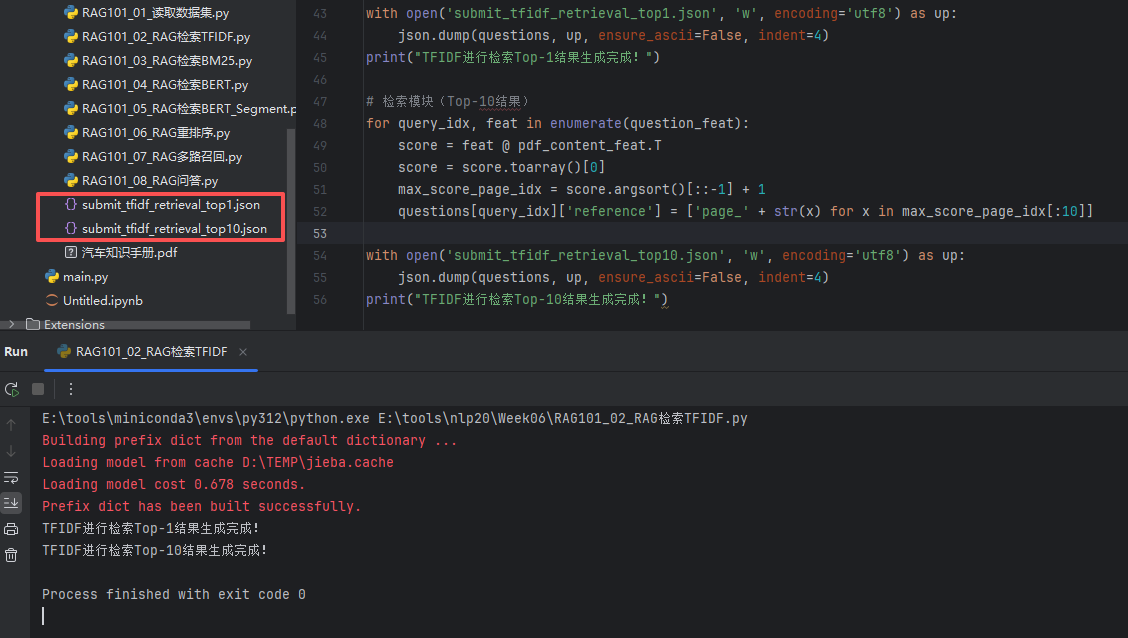 RAG101_01_读取数据集.py
RAG101_02_RAG检索TFIDF.py
RAG101_03_RAG检索BM25.py
RAG101_04_RAG检索BERT.py
RAG101_05_RAG检索BERT_Segment.p
RAG101_06_RAG重排序.py
RAG101_07_RAG多路召回.py
RAG101_08_RAG问答.py
{} submit_tfidf_retrieval_top1.json
{} submit_tfidf_retrieval_top10.json
? 汽车知识手册.pdf
main.py
Untitled.ipynb
Extensions
43 with open('submit_tfidf_retrieval_top1.json', 'w', encoding='utf8') as up:
44 json.dump(questions, up, ensure_ascii=False, indent=4)
45 print("TFIDF进行检索Top-1结果生成完成！")
46
47 # 检索模块（Top-10结果）
48 for query_idx, feat in enumerate(question_feat):
49 score = feat @ pdf_content_feat.T
50 score = score.toarray()[0]
51 max_score_page_idx = score.argsort()[::-1] + 1
52 questions[query_idx]['reference'] = ['page_' + str(x) for x in max_score_page_idx[:10]]
53
54 with open('submit_tfidf_retrieval_top10.json', 'w', encoding='utf8') as up:
55 json.dump(questions, up, ensure_ascii=False, indent=4)
56 print("TFIDF进行检索Top-10结果生成完成！")
Run RAG101_02_RAG检索TFIDF
E:\tools\miniconda3\envs\py312\python.exe E:\tools\nlp20\Week06\RAG101_02_RAG检索TFIDF.py
Building prefix dict from the default dictionary ...
Loading model from cache D:\TEMP\jieba.cache
Loading model cost 0.678 seconds.
Prefix dict has been built successfully.
TFIDF进行检索Top-1结果生成完成！
TFIDF进行检索Top-10结果生成完成！
Process finished with exit code 0